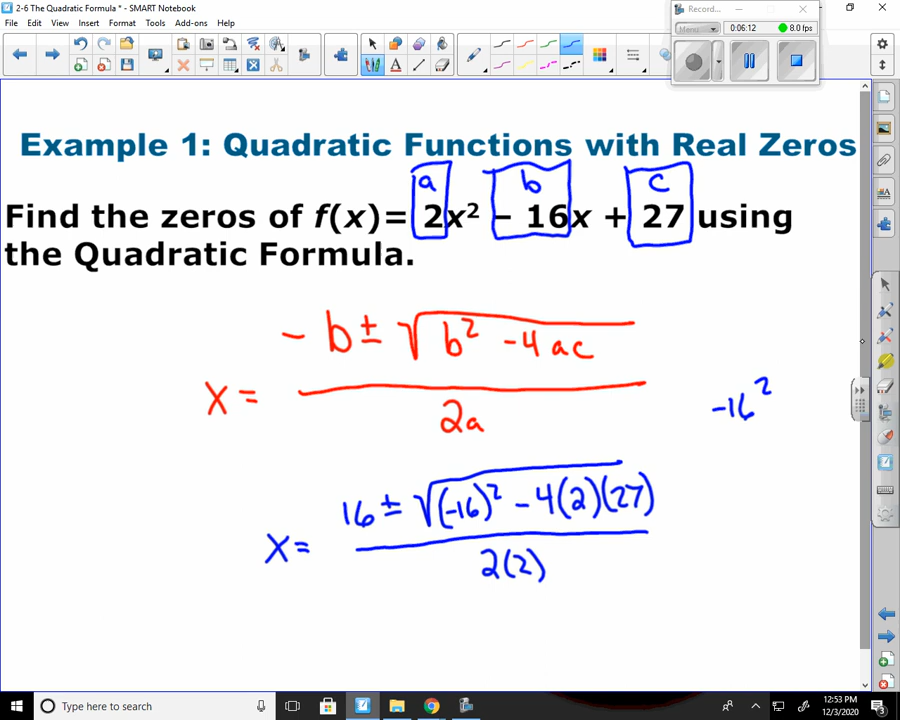 2-6 The Quadratic Formula * - SMART Notebook
Record...
File Edit View Insert Format Tools Add-ons Help
Menu
00:06:12
8.0 fps
Example 1: Quadratic Functions with Real Zeros
a b c
Find the zeros of f(x)= 2x² – 16x + 27 using
the Quadratic Formula.
x = (- b ± √(b² -4ac)) / 2a
-16²
x = (16 ± √((-16)² - 4(2)(27))) / 2(2)
Type here to search
12:53 PM
12/3/2020
3